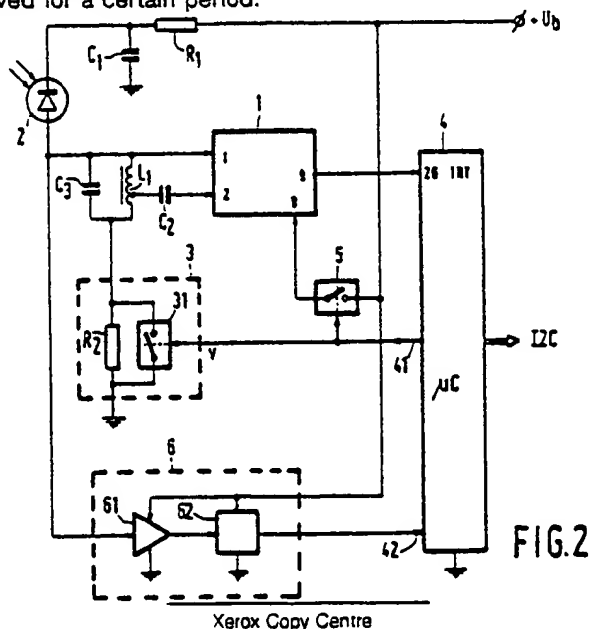 ved for a certain period.
+ Ub
C1
R1
2
1
4
1
2
9
8
26 INT
C3
L1
C2
3
5
31
R2
V
41
I2C
µC
6
61
62
42
FIG.2
Xerox Copy Centre